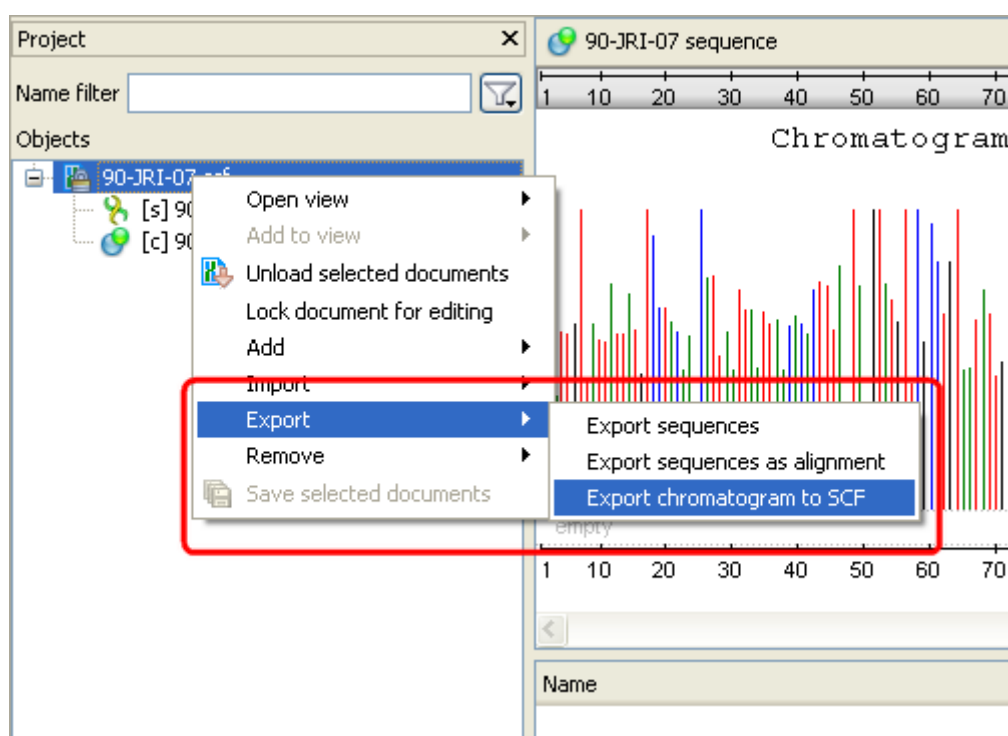 Project
Name filter
Objects
90-JRI-07
[s] 90
[c] 90
Open view
Add to view
Unload selected documents
Lock document for editing
Add
Import
Export
Remove
Save selected documents
Export sequences
Export sequences as alignment
Export chromatogram to SCF
90-JRI-07 sequence
1 10 20 30 40 50 60 70
Chromatogram
empty
1 10 20 30 40 50 60 70
Name